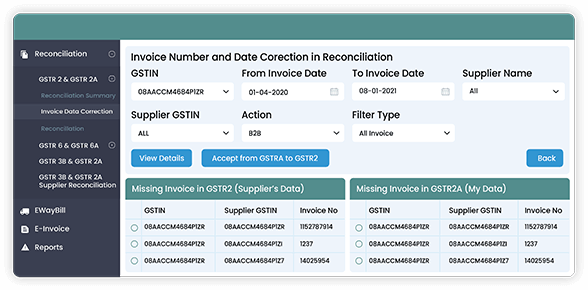 Reconciliation
GSTR 2 & GSTR 2A
Reconciliation Summary
Invoice Data Correction
Reconciliation
GSTR 6 & GSTR 6A
GSTR 3B & GSTR 2A
GSTR 3B & GSTR 2A
Supplier Reconciliation
EWayBill
E-Invoice
Reports
Invoice Number and Date Corection in Reconciliation
GSTIN From Invoice Date To Invoice Date Supplier Name
08AACCM4684P1ZR 01-04-2020 08-01-2021 All
Supplier GSTIN Action Filter Type
ALL B2B All Invoice
View Details Accept from GSTRA to GSTR2 Back
Missing Invoice in GSTR2 (Supplier's Data)
GSTIN Supplier GSTIN Invoice No
08AACCM4684P1ZR 08AACCM4684P1ZR 1152787914
08AACCM4684P1ZR 08AACCM4684P1ZI 1237
08AACCM4684P1ZR 08AACCM4684P1Z7 14025954
Missing Invoice in GSTR2A (My Data)
GSTIN Supplier GSTIN Invoice No
08AACCM4684P1ZR 08AACCM4684P1ZR 1152787914
08AACCM4684P1ZR 08AACCM4684P1ZI 1237
08AACCM4684P1ZR 08AACCM4684P1Z7 14025954